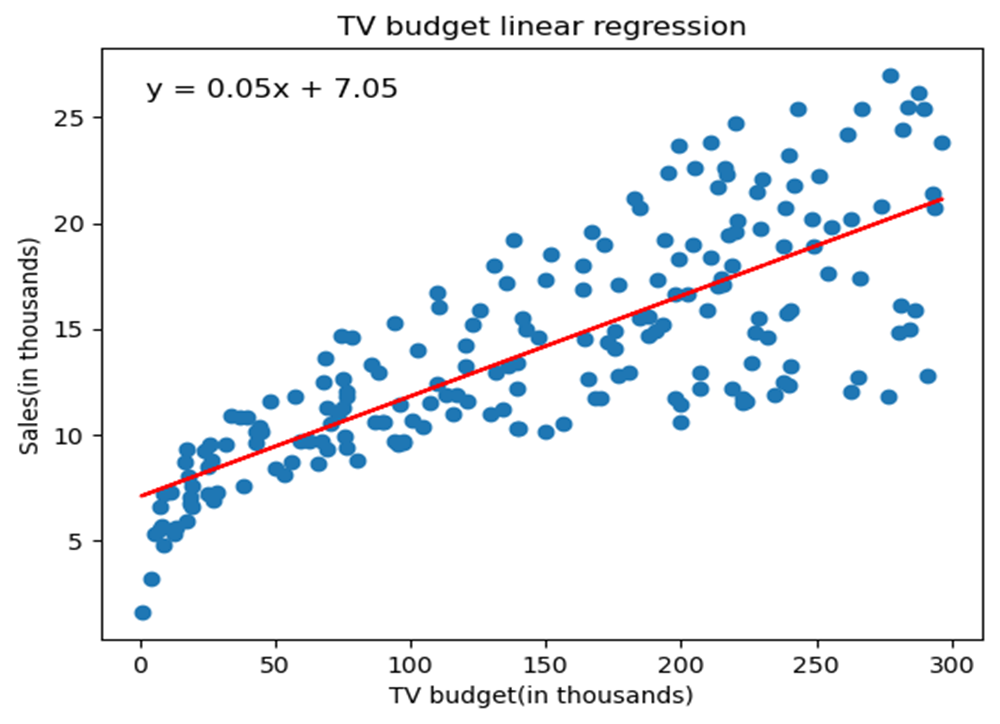 TV budget linear regression
y = 0.05x + 7.05
25
20
15
10
5
Sales(in thousands)
0 50 100 150 200 250 300
TV budget(in thousands)